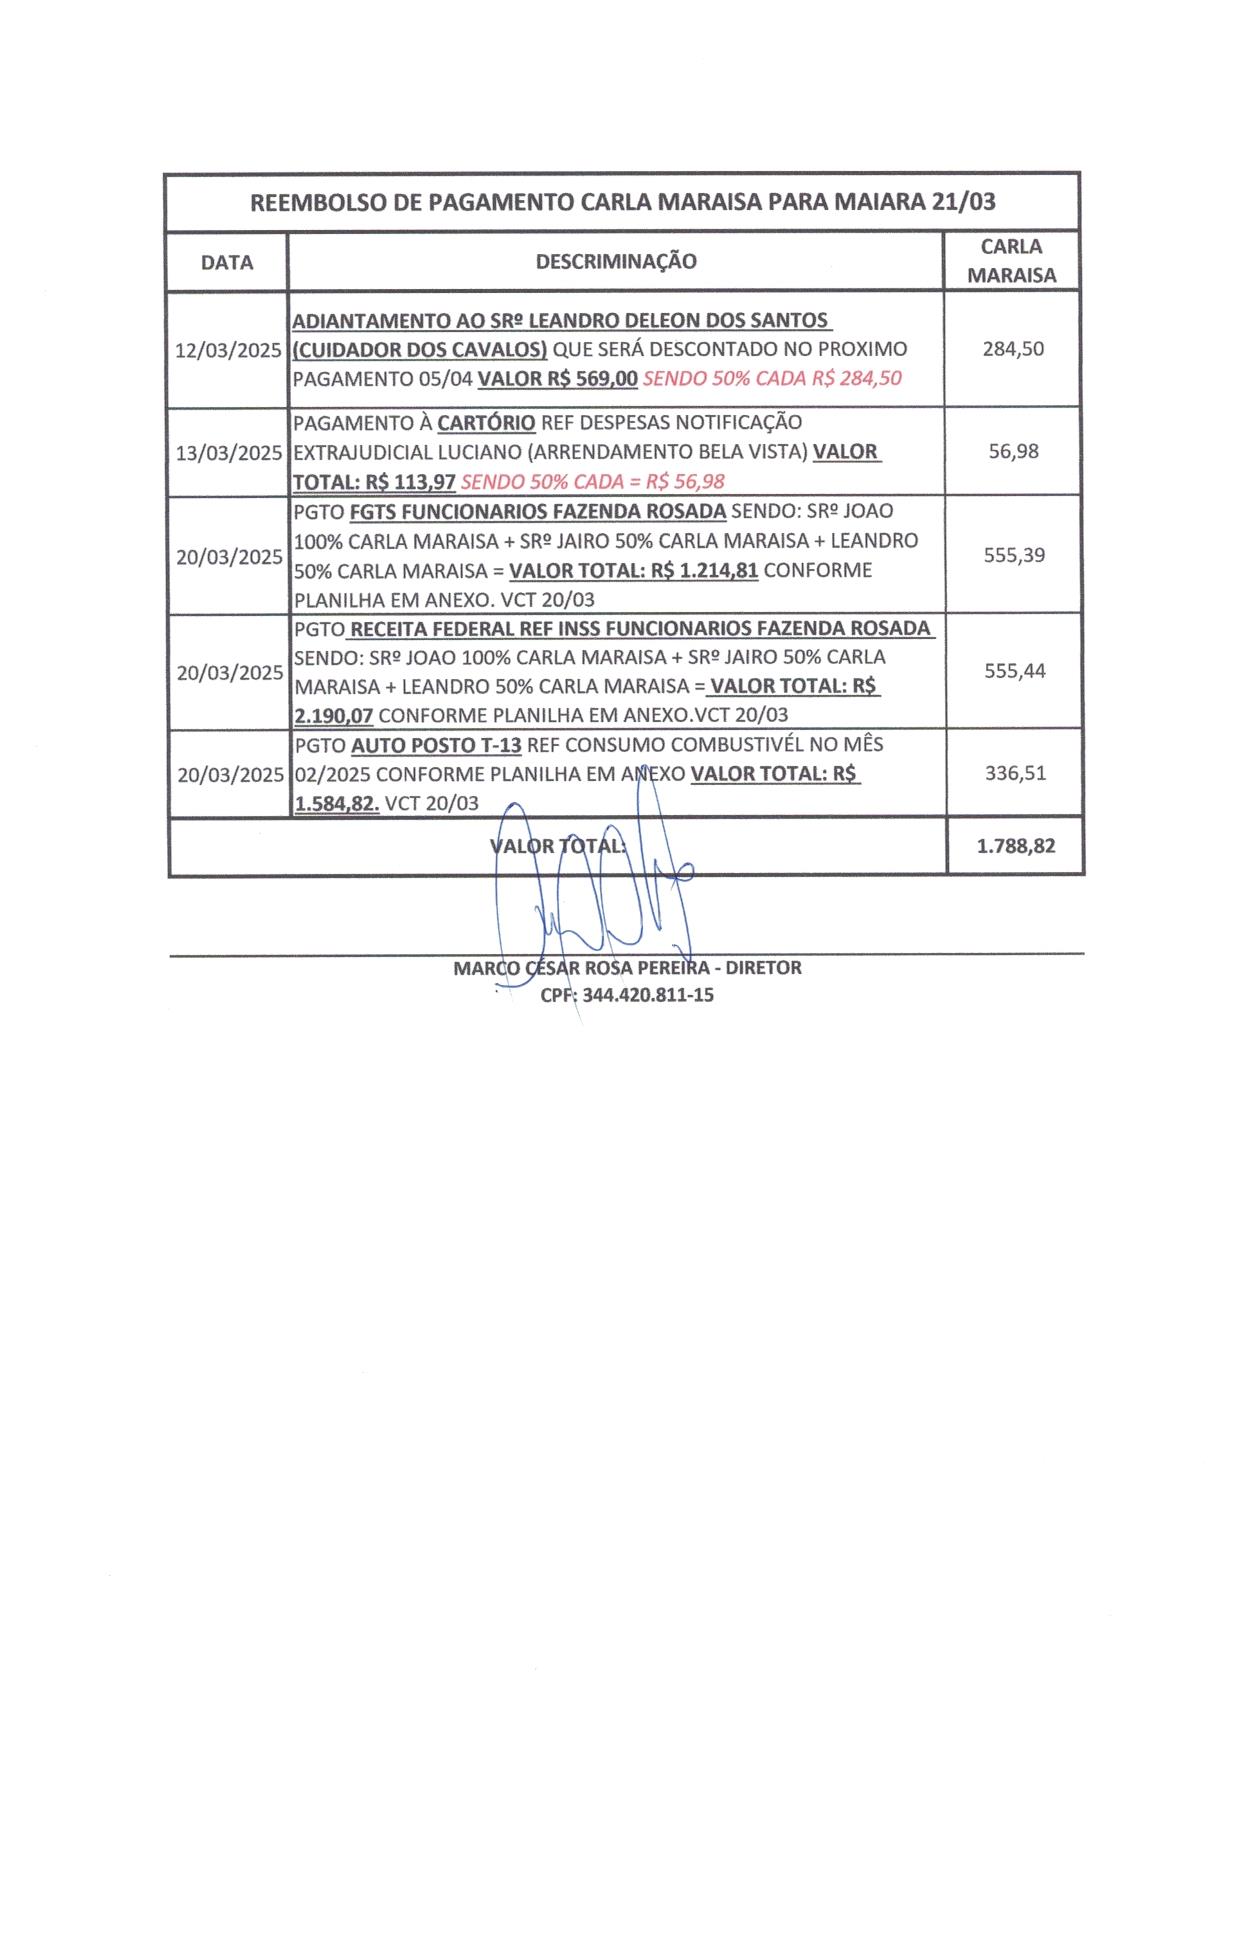 REEMBOLSO DE PAGAMENTO CARLA MARAISA PARA MAIARA 21/03
DATA
DESCRIMINAÇÃO
CARLA
MARAISA
12/03/2025
ADIANTAMENTO AO SRº LEANDRO DELEON DOS SANTOS
(CUIDADOR DOS CAVALOS) QUE SERÁ DESCONTADO NO PROXIMO
PAGAMENTO 05/04 VALOR R$ 569,00 SENDO 50% CADA R$ 284,50
284,50
13/03/2025
PAGAMENTO À CARTÓRIO REF DESPESAS NOTIFICAÇÃO
EXTRAJUDICIAL LUCIANO (ARRENDAMENTO BELA VISTA) VALOR
TOTAL: R$ 113,97 SENDO 50% CADA = R$ 56,98
56,98
20/03/2025
PGTO FGTS FUNCIONARIOS FAZENDA ROSADA SENDO: SRº JOAO
100% CARLA MARAISA + SRº JAIRO 50% CARLA MARAISA + LEANDRO
50% CARLA MARAISA = VALOR TOTAL: R$ 1.214,81 CONFORME
PLANILHA EM ANEXO. VCT 20/03
555,39
20/03/2025
PGTO RECEITA FEDERAL REF INSS FUNCIONARIOS FAZENDA ROSADA
SENDO: SRº JOAO 100% CARLA MARAISA + SRº JAIRO 50% CARLA
MARAISA + LEANDRO 50% CARLA MARAISA = VALOR TOTAL: R$
2.190,07 CONFORME PLANILHA EM ANEXO.VCT 20/03
555,44
20/03/2025
PGTO AUTO POSTO T-13 REF CONSUMO COMBUSTIVÉL NO MÊS
02/2025 CONFORME PLANILHA EM ANEXO VALOR TOTAL: R$
1.584,82. VCT 20/03
336,51
VALOR TOTAL:
1.788,82
MARCO CÉSAR ROSA PEREIRA - DIRETOR
CPF: 344.420.811-15